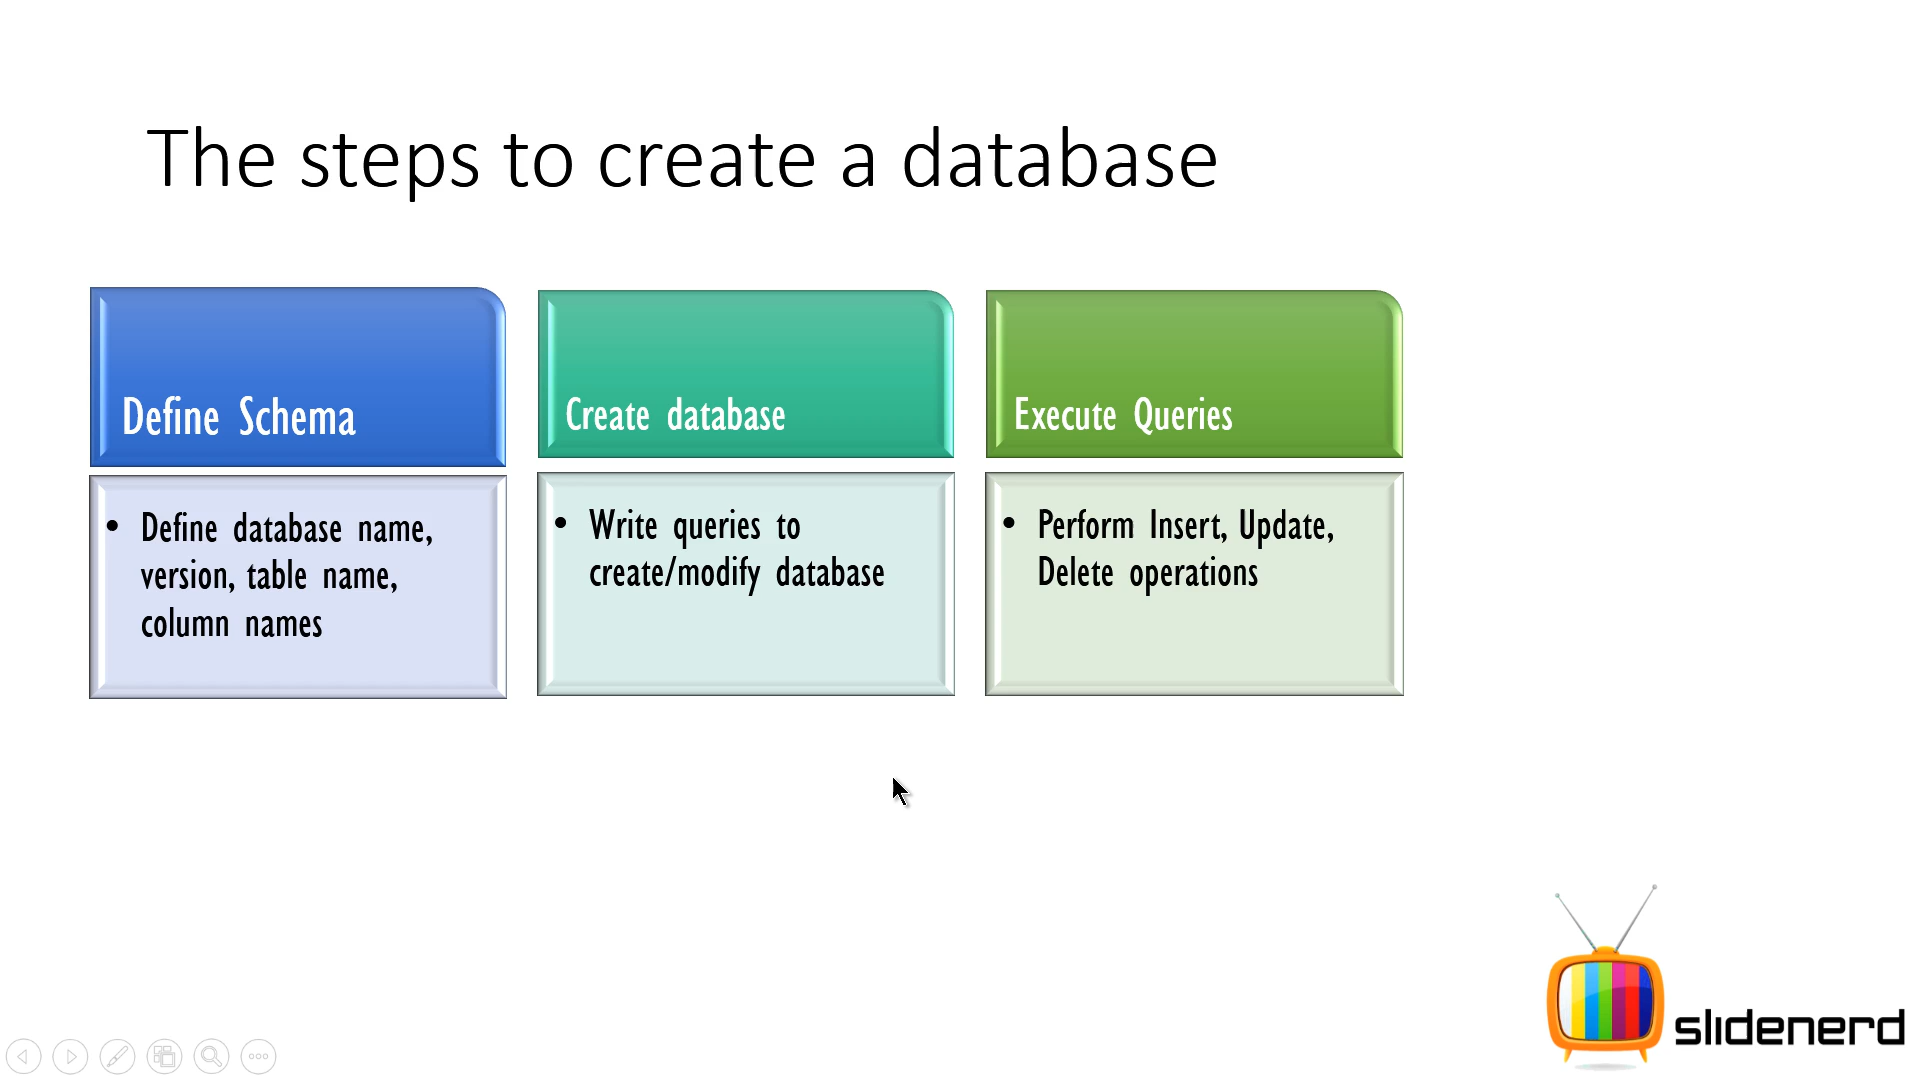 The steps to create a database
Define Schema
• Define database name,
version, table name,
column names
Create database
• Write queries to
create/modify database
Execute Queries
• Perform Insert, Update,
Delete operations
slidenerd